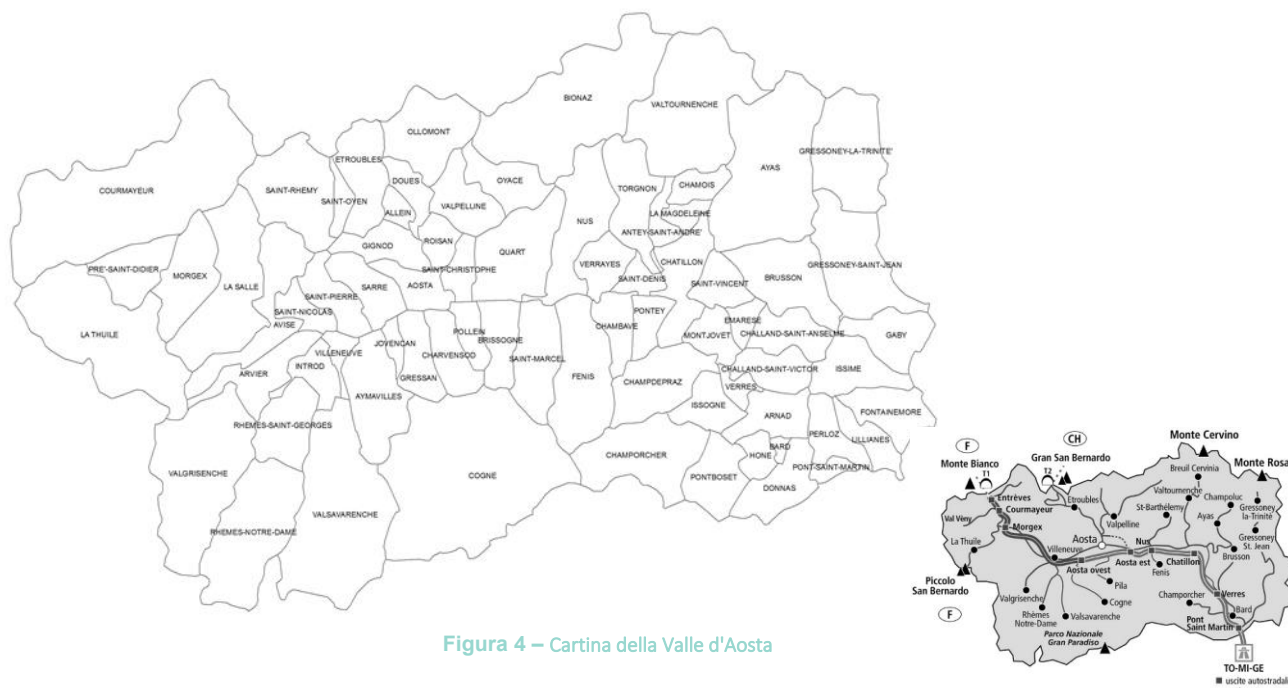 BIONAZ
VALTOURNENCHE
OLLOMONT
GRESSONEY-LA-TRINITE'
ETROUBLES
AYAS
COURMAYEUR
SAINT-RHEMY
DOUES
OYACE
TORGNON
CHAMOIS
SAINT-OYEN
ALLEIN
VALPELLINE
LA MAGDELEINE
NUS
ANTEY-SAINT-ANDRE'
GIGNOD
ROISAN
QUART
CHATILLON
VERRAYES
GRESSONEY-SAINT-JEAN
PRE'-SAINT-DIDIER
MORGEX
SAINT-CHRISTOPHE
SAINT-DENIS
BRUSSON
LA SALLE
SARRE
AOSTA
SAINT-VINCENT
SAINT-PIERRE
SAINT-NICOLAS
PONTEY
AVISE
EMARESE
LA THUILE
POLLEIN
CHAMBAVE
MONTJOVET
CHALLAND-SAINT-ANSELME
GABY
BRISSOGNE
JOVENCAN
VILLENEUVE
CHARVENSOD
SAINT-MARCEL
INTROD
ARVIER
GRESSAN
FENIS
CHAMPDEPRAZ
CHALLAND-SAINT-VICTOR
ISSIME
VERRES
AYMAVILLES
ISSOGNE
ARNAD
FONTAINEMORE
RHEMES-SAINT-GEORGES
PERLOZ
LILLIANES
BARD
HONE
CHAMPORCHER
PONT-SAINT-MARTIN
VALGRISENCHE
COGNE
PONTBOSET
DONNAS
VALSAVARENCHE
RHEMES-NOTRE-DAME
Figura 4 – Cartina della Valle d'Aosta
F
CH
Monte Cervino
Monte Bianco
T1
Gran San Bernardo
T2
Breuil Cervinia
Monte Rosa
Entrèves
Etroubles
Valtournenche
Champoluc
Courmayeur
St-Barthélemy
Gressoney
la-Trinité
Val Vény
Morgex
Valpelline
Ayas
La Thuile
Villeneuve
Aosta
Nus
Gressoney
St. Jean
Brusson
Aosta ovest
Aosta est
Fenis
Chatillon
Piccolo
San Bernardo
Pila
Valgrisenche
Cogne
Champorcher
Verres
F
Rhêmes
Notre-Dame
Valsavarenche
Bard
Pont
Saint Martin
Parco Nazionale
Gran Paradiso
TO-MI-GE
uscite autostradali